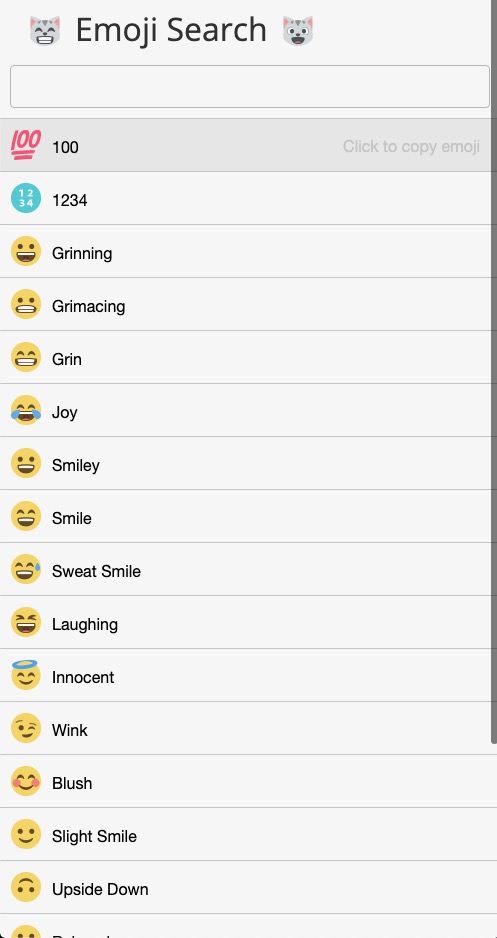 Emoji Search
100 Click to copy emoji
1234
Grinning
Grimacing
Grin
Joy
Smiley
Smile
Sweat Smile
Laughing
Innocent
Wink
Blush
Slight Smile
Upside Down